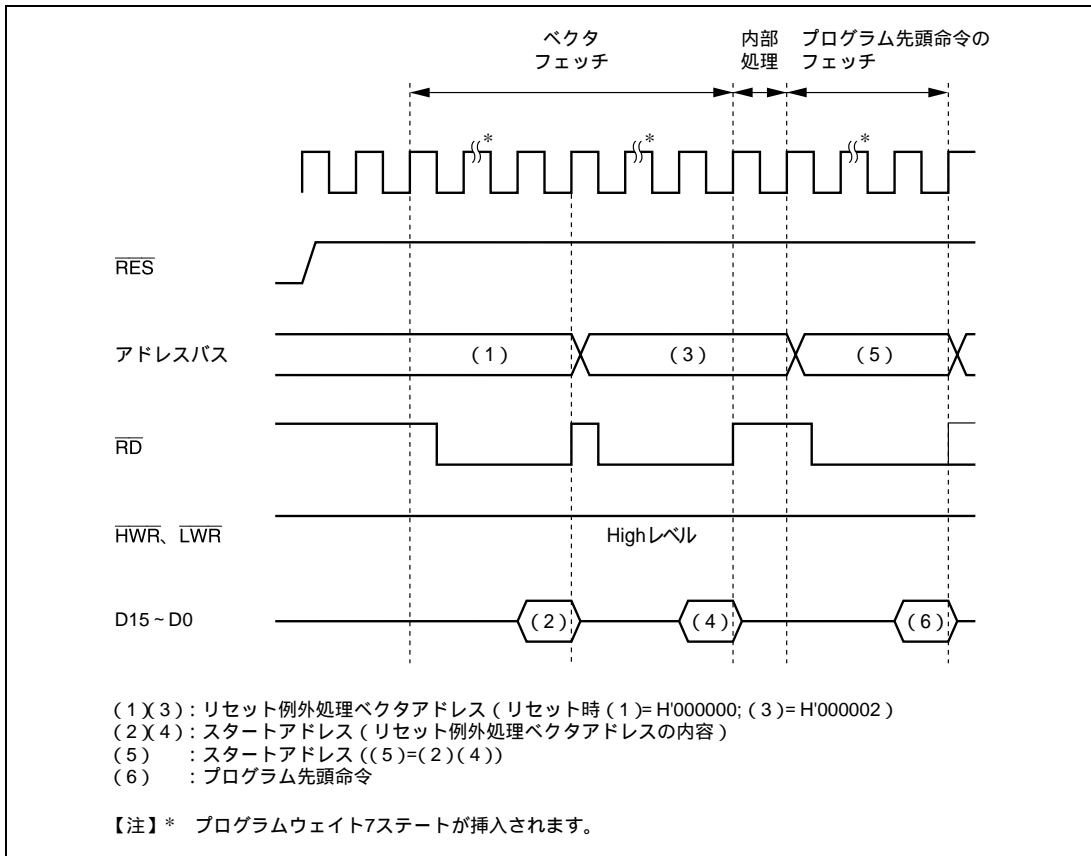 ベクタ
フェッチ
内部
処理
プログラム先頭命令の
フェッチ
*
*
*
RES
アドレスバス
(1)
(3)
(5)
RD
HWR、LWR
Highレベル
D15~D0
(2)
(4)
(6)
(1)(3):リセット例外処理ベクタアドレス(リセット時(1)=H'000000;(3)=H'000002)
(2)(4):スタートアドレス(リセット例外処理ベクタアドレスの内容)
(5) :スタートアドレス((5)=(2)(4))
(6) :プログラム先頭命令
【注】* プログラムウェイト7ステートが挿入されます。